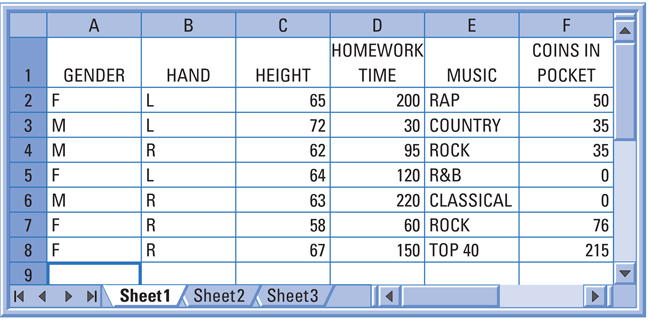 A B C D E F
HOMEWORK COINS IN
1 GENDER HAND HEIGHT TIME MUSIC POCKET
2 F L 65 200 RAP 50
3 M L 72 30 COUNTRY 35
4 M R 62 95 ROCK 35
5 F L 64 120 R&B 0
6 M R 63 220 CLASSICAL 0
7 F R 58 60 ROCK 76
8 F R 67 150 TOP 40 215
9
Sheet1 Sheet2 Sheet3